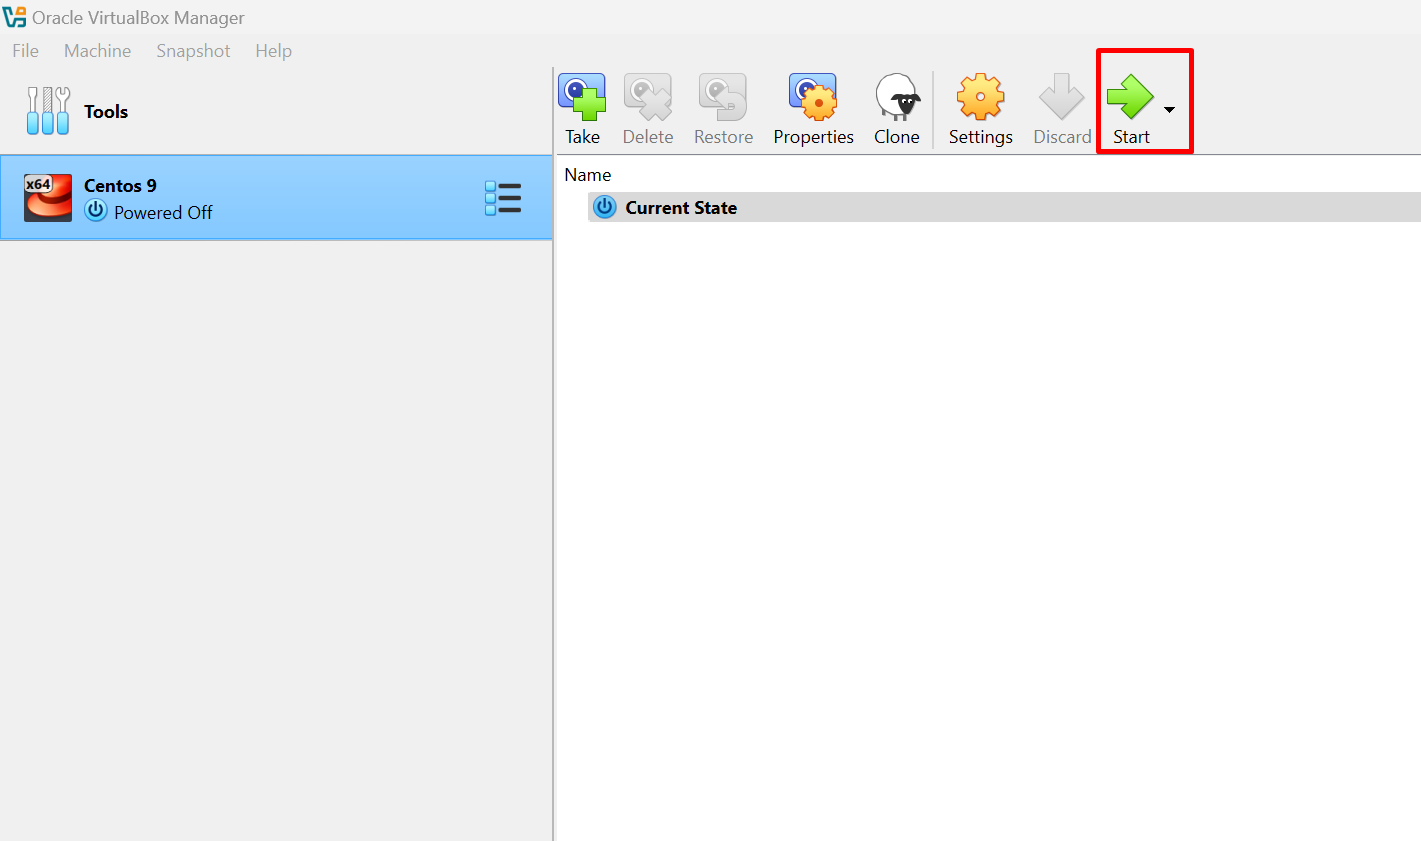 Oracle VirtualBox Manager
File Machine Snapshot Help
Tools
Take Delete Restore Properties Clone Settings Discard Start
x64
Centos 9
Powered Off
Name
Current State